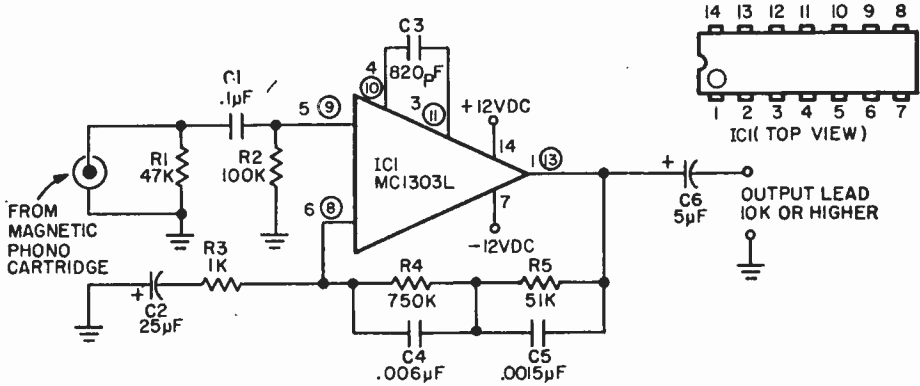 14 13 12 11 10 9 8
1 2 3 4 5 6 7
IC1 (TOP VIEW)
C3
820pF
4
10
3
11
C1
.1µF
5 9
+12VDC
14
R1
47K
R2
100K
IC1
MC1303L
1 13
+
C6
5µF
OUTPUT LEAD
10K OR HIGHER
7
-12VDC
6 8
FROM
MAGNETIC
PHONO
CARTRIDGE
R3
1K
+
C2
25µF
R4
750K
R5
51K
C4
.006µF
C5
.0015µF